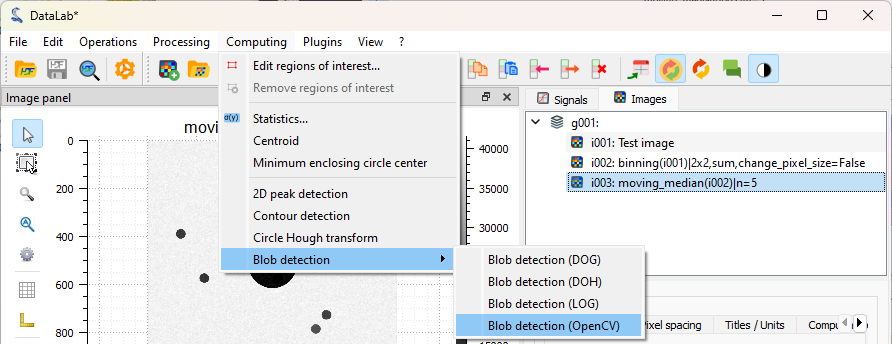 DataLab*
File Edit Operations Processing Computing Plugins View ?
Image panel
Edit regions of interest...
Remove regions of interest
σ(y) Statistics...
Centroid
Minimum enclosing circle center
2D peak detection
Contour detection
Circle Hough transform
Blob detection
Blob detection (DOG)
Blob detection (DOH)
Blob detection (LOG)
Blob detection (OpenCV)
movi
0
200
400
600
800
40000
35000
30000
Signals Images
g001:
i001: Test image
i002: binning(i001)|2x2,sum,change_pixel_size=False
i003: moving_median(i002)|n=5
ixel spacing Titles / Units